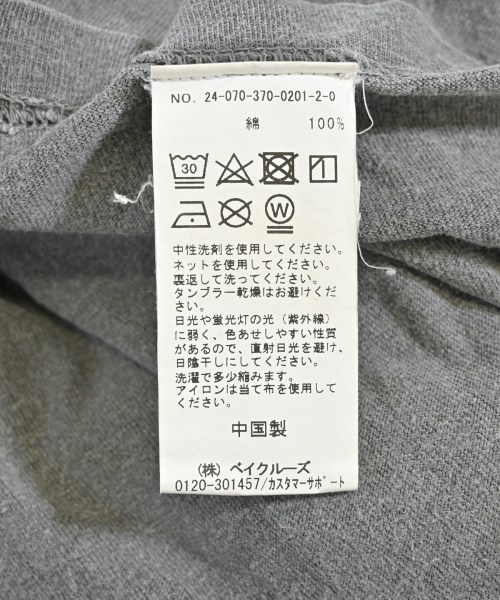 NO. 24-070-370-0201-2-0
綿 100%
30
W
中性洗剤を使用してください。
ネットを使用してください。
裏返して洗ってください。
タンブラー乾燥はお避けくだ
さい。
日光や蛍光灯の光（紫外線）
に弱く、色あせしやすい性質
があるので、直射日光を避け、
日陰干しにしてください。
洗濯で多少縮みます。
アイロンは当て布を使用して
ください。
中国製
（株）ベイクルーズ
0120-301457/カスタマーサポート